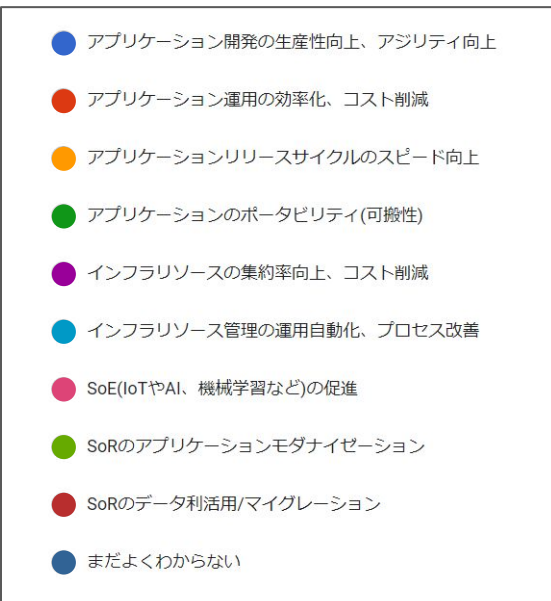 アプリケーション開発の生産性向上、アジリティ向上
アプリケーション運用の効率化、コスト削減
アプリケーションリリースサイクルのスピード向上
アプリケーションのポータビリティ(可搬性)
インフラリソースの集約率向上、コスト削減
インフラリソース管理の運用自動化、プロセス改善
SoE(IoTやAI、機械学習など)の促進
SoRのアプリケーションモダナイゼーション
SoRのデータ利活用/マイグレーション
まだよくわからない